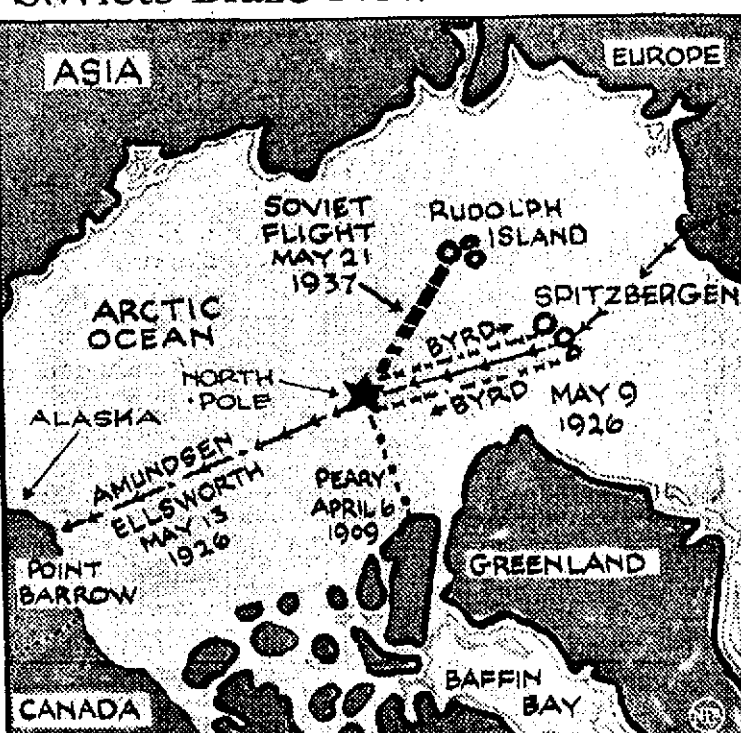 ASIA
EUROPE
SOVIET
FLIGHT
MAY 21
1937
RUDOLPH
ISLAND
ARCTIC
OCEAN
SPITZBERGEN
BYRD
NORTH
POLE
BYRD
MAY 9
1926
ALASKA
AMUNDSEN
ELLSWORTH
MAY 13
1926
PEARY
APRIL 6
1909
GREENLAND
POINT
BARROW
BAFFIN
BAY
CANADA